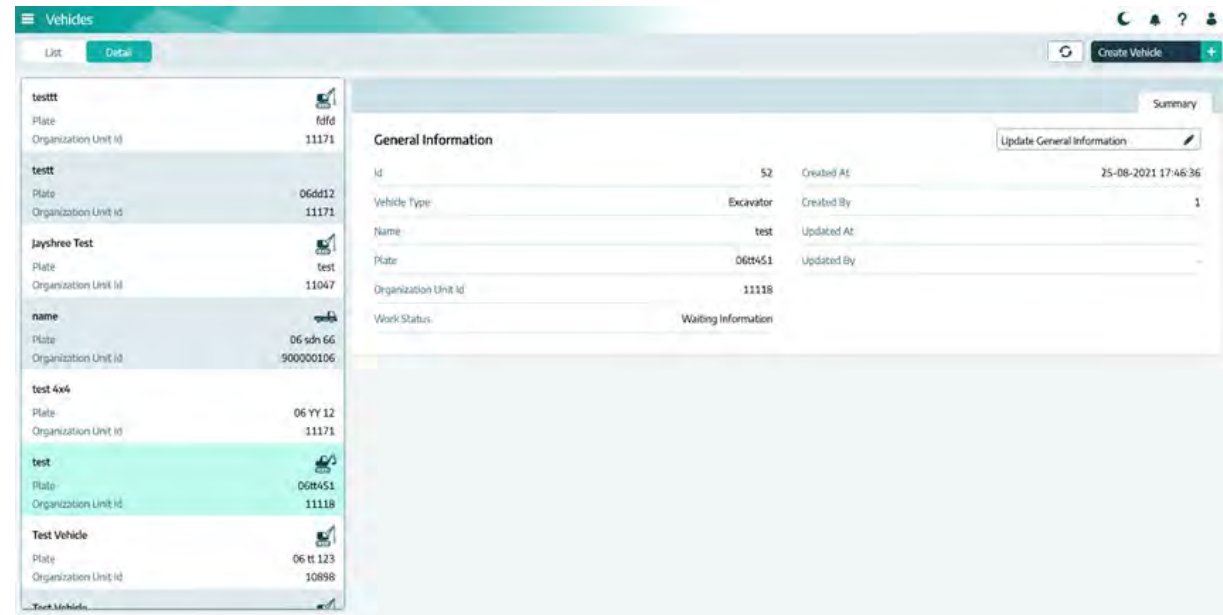 Vehicles
?
List Detail
Create Vehicle +
testtt
Plate fdfd
Organization Unit Id 11171
testt
Plate 06dd12
Organization Unit Id 11171
Jayshree Test
Plate test
Organization Unit Id 11047
name
Plate 06 sdn 66
Organization Unit Id 900000106
test 4x4
Plate 06 YY 12
Organization Unit Id 11171
test
Plate 06tt451
Organization Unit Id 11118
Test Vehicle
Plate 06 tt 123
Organization Unit Id 10898
Test Vehicle
Summary
General Information Update General Information
Id 52 Created At 25-08-2021 17:46:36
Vehicle Type Excavator Created By 1
Name test Updated At
Plate 06tt451 Updated By -
Organization Unit Id 11118
Work Status Waiting Information